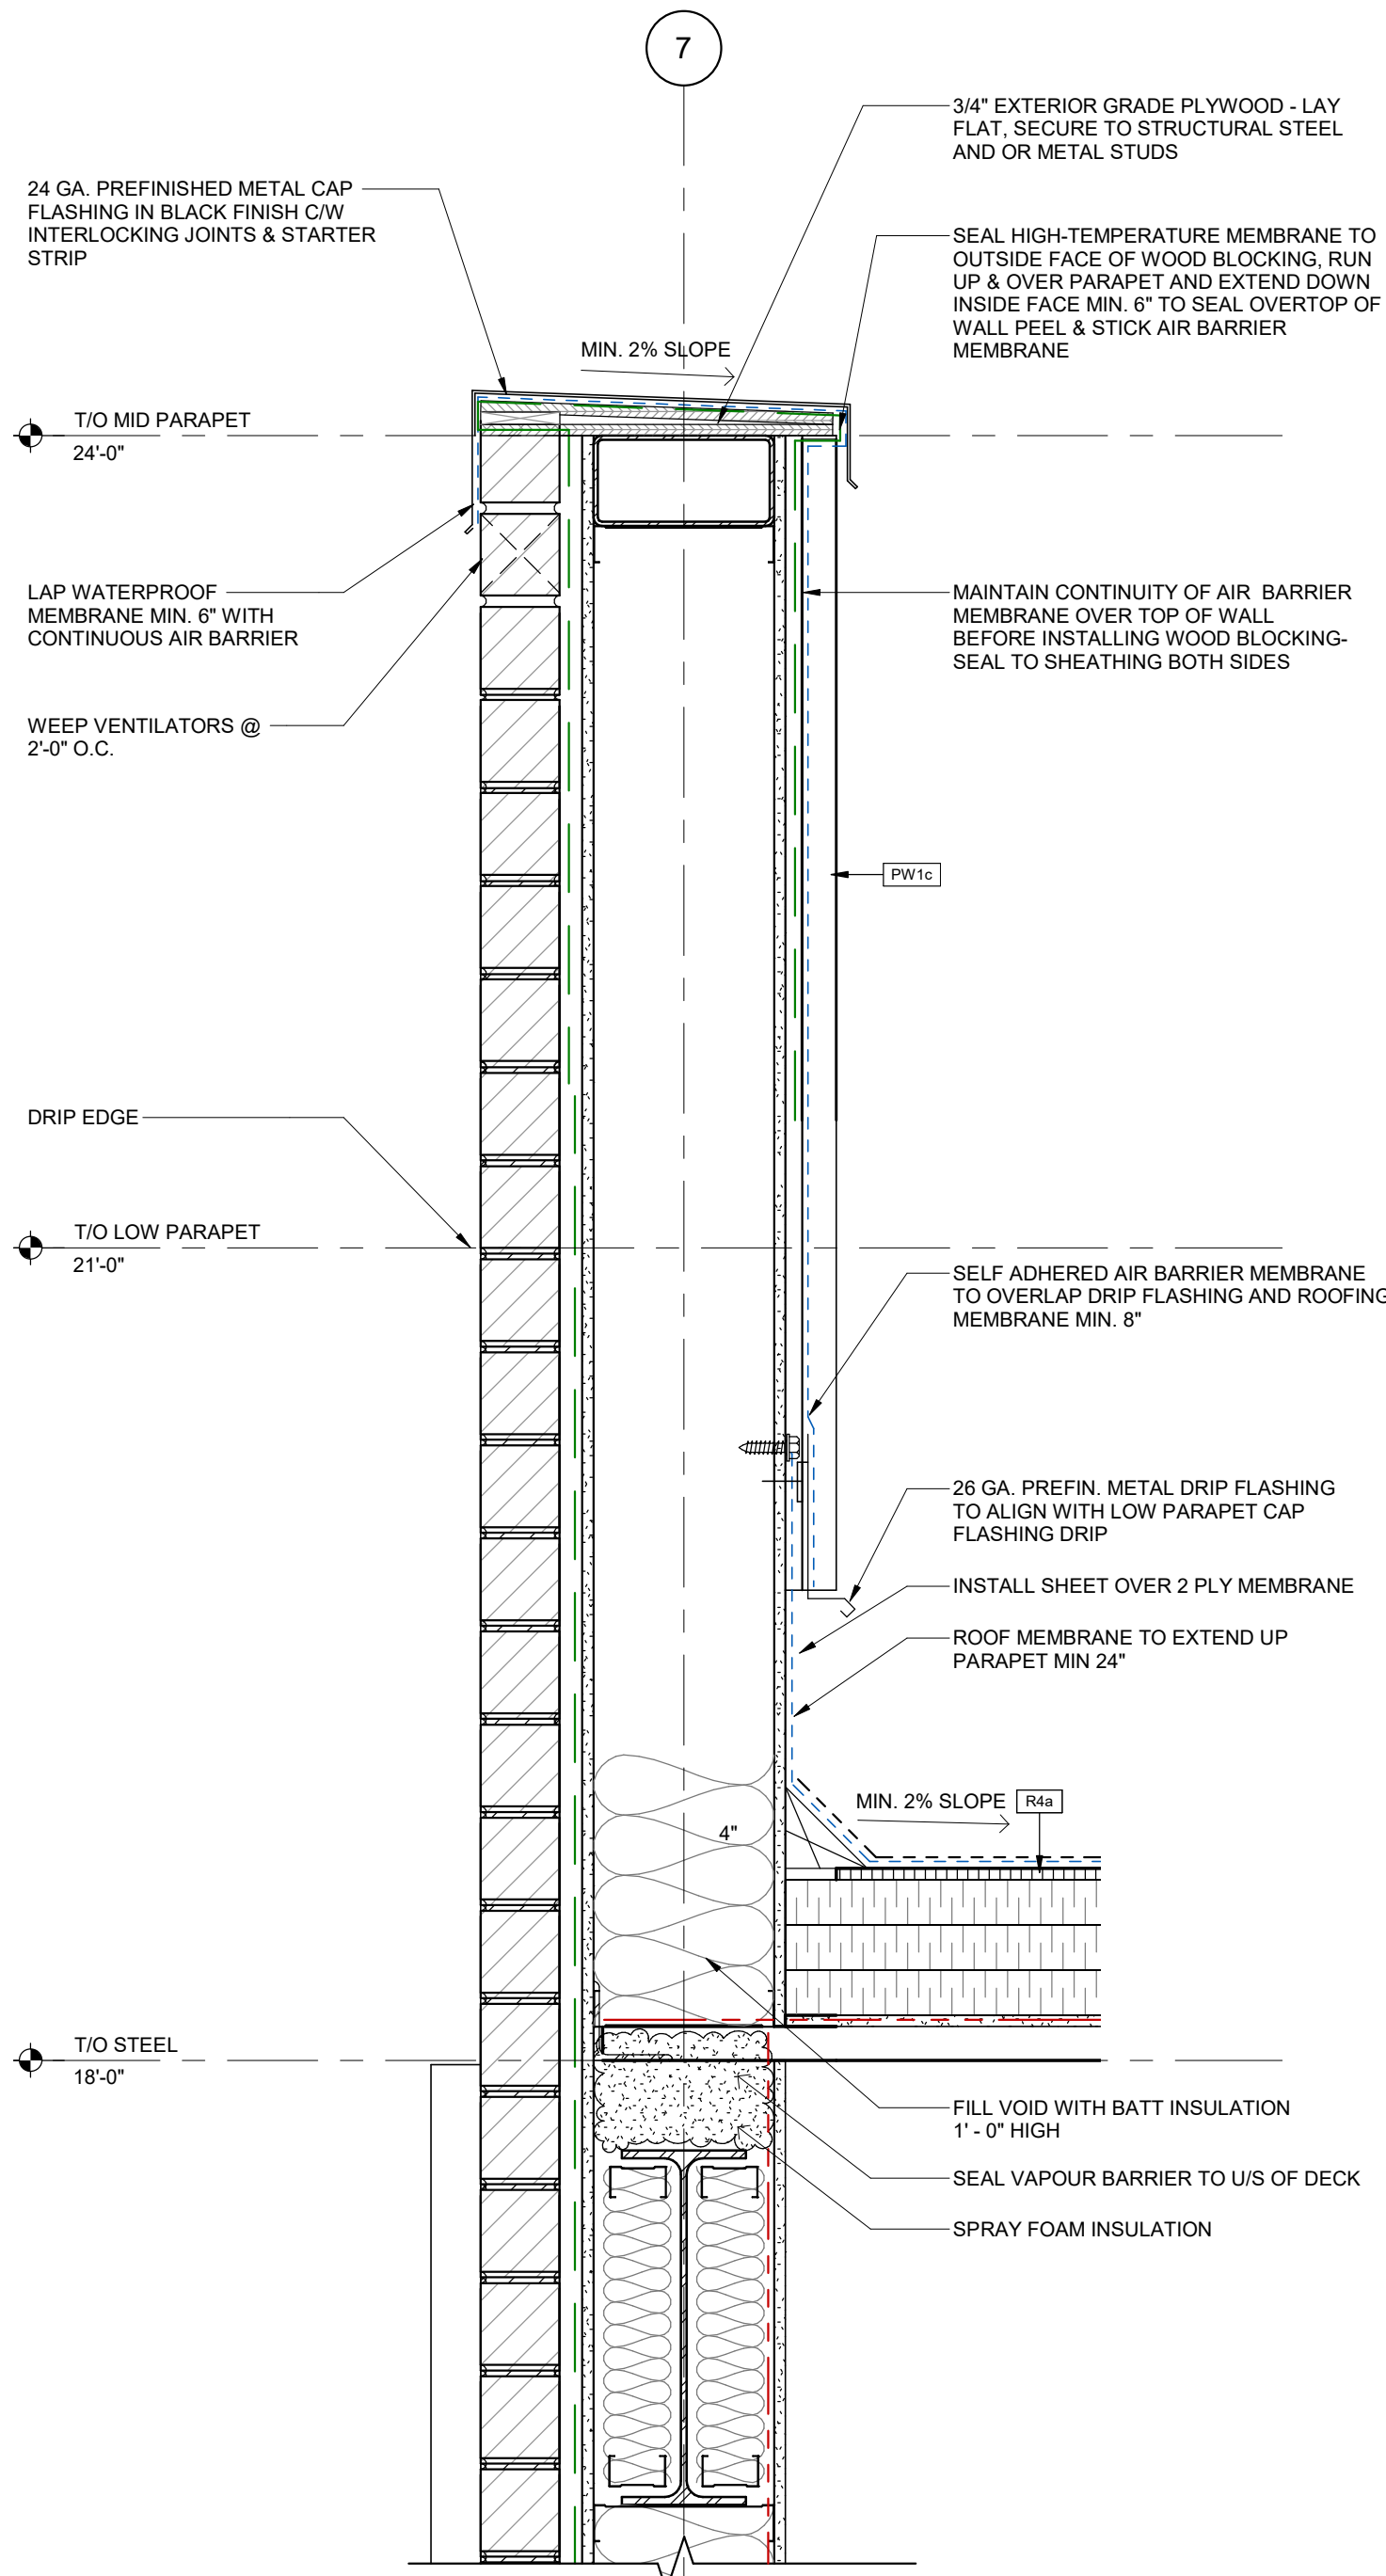 7
3/4" EXTERIOR GRADE PLYWOOD - LAY
FLAT, SECURE TO STRUCTURAL STEEL
AND OR METAL STUDS
24 GA. PREFINISHED METAL CAP
FLASHING IN BLACK FINISH C/W
INTERLOCKING JOINTS & STARTER
STRIP
SEAL HIGH-TEMPERATURE MEMBRANE TO
OUTSIDE FACE OF WOOD BLOCKING, RUN
UP & OVER PARAPET AND EXTEND DOWN
INSIDE FACE MIN. 6" TO SEAL OVERTOP OF
WALL PEEL & STICK AIR BARRIER
MEMBRANE
MIN. 2% SLOPE
T/O MID PARAPET
24'-0"
LAP WATERPROOF
MEMBRANE MIN. 6" WITH
CONTINUOUS AIR BARRIER
MAINTAIN CONTINUITY OF AIR BARRIER
MEMBRANE OVER TOP OF WALL
BEFORE INSTALLING WOOD BLOCKING-
SEAL TO SHEATHING BOTH SIDES
WEEP VENTILATORS @
2'-0" O.C.
PW1c
DRIP EDGE
T/O LOW PARAPET
21'-0"
SELF ADHERED AIR BARRIER MEMBRANE
TO OVERLAP DRIP FLASHING AND ROOFING
MEMBRANE MIN. 8"
26 GA. PREFIN. METAL DRIP FLASHING
TO ALIGN WITH LOW PARAPET CAP
FLASHING DRIP
INSTALL SHEET OVER 2 PLY MEMBRANE
ROOF MEMBRANE TO EXTEND UP
PARAPET MIN 24"
MIN. 2% SLOPE
R4a
4"
T/O STEEL
18'-0"
FILL VOID WITH BATT INSULATION
1' - 0" HIGH
SEAL VAPOUR BARRIER TO U/S OF DECK
SPRAY FOAM INSULATION